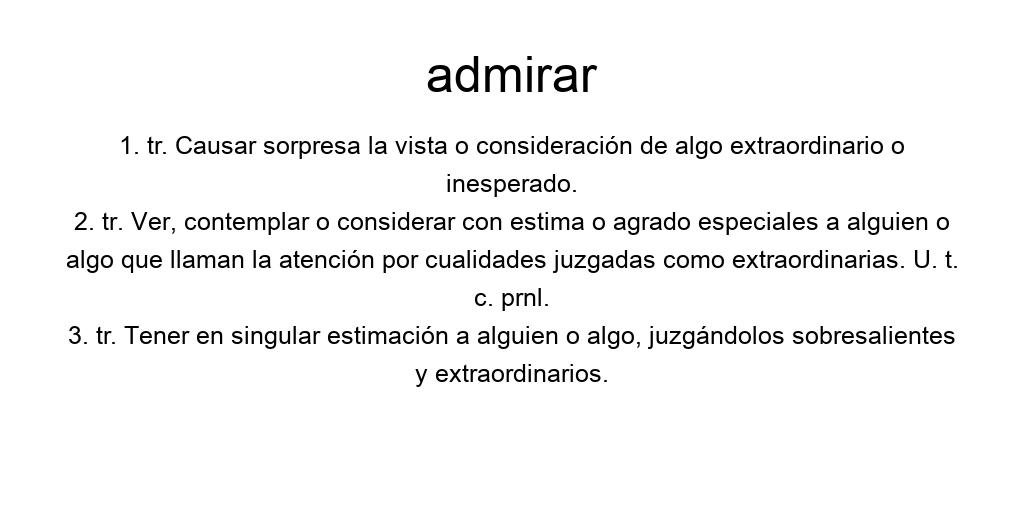 admirar
1. tr. Causar sorpresa la vista o consideración de algo extraordinario o
inesperado.
2. tr. Ver, contemplar o considerar con estima o agrado especiales a alguien o
algo que llaman la atención por cualidades juzgadas como extraordinarias. U. t.
c. prnl.
3. tr. Tener en singular estimación a alguien o algo, juzgándolos sobresalientes
y extraordinarios.